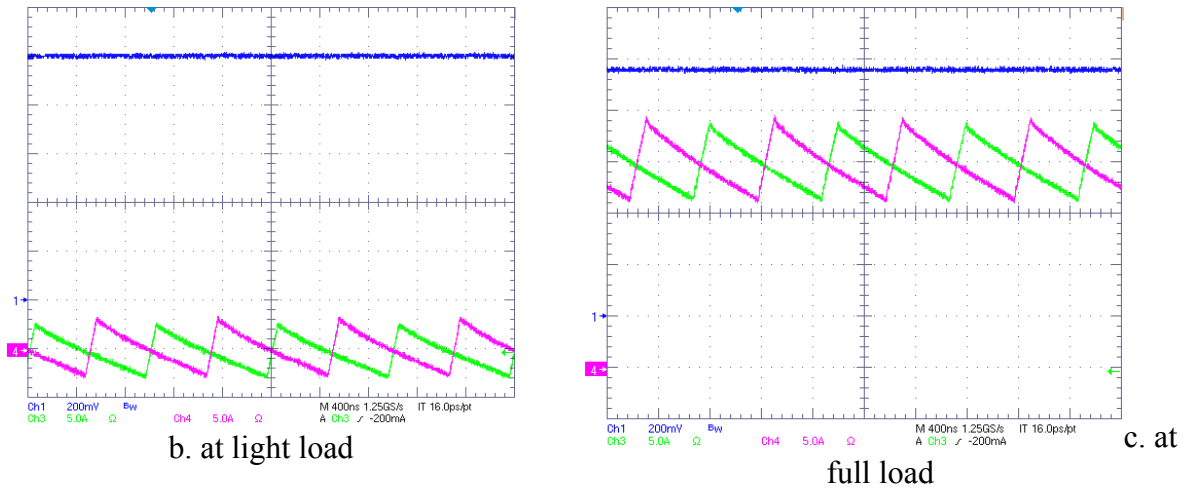 1
4
Ch1 200mV Bw
Ch3 5.0A Ω Ch4 5.0A Ω
M 400ns 1.25GS/s IT 16.0ps/pt
A Ch3 ⌡ -200mA
b. at light load
1
4
Ch1 200mV Bw
Ch3 5.0A Ω Ch4 5.0A Ω
M 400ns 1.25GS/s IT 16.0ps/pt
A Ch3 ⌡ -200mA
c. at
full load